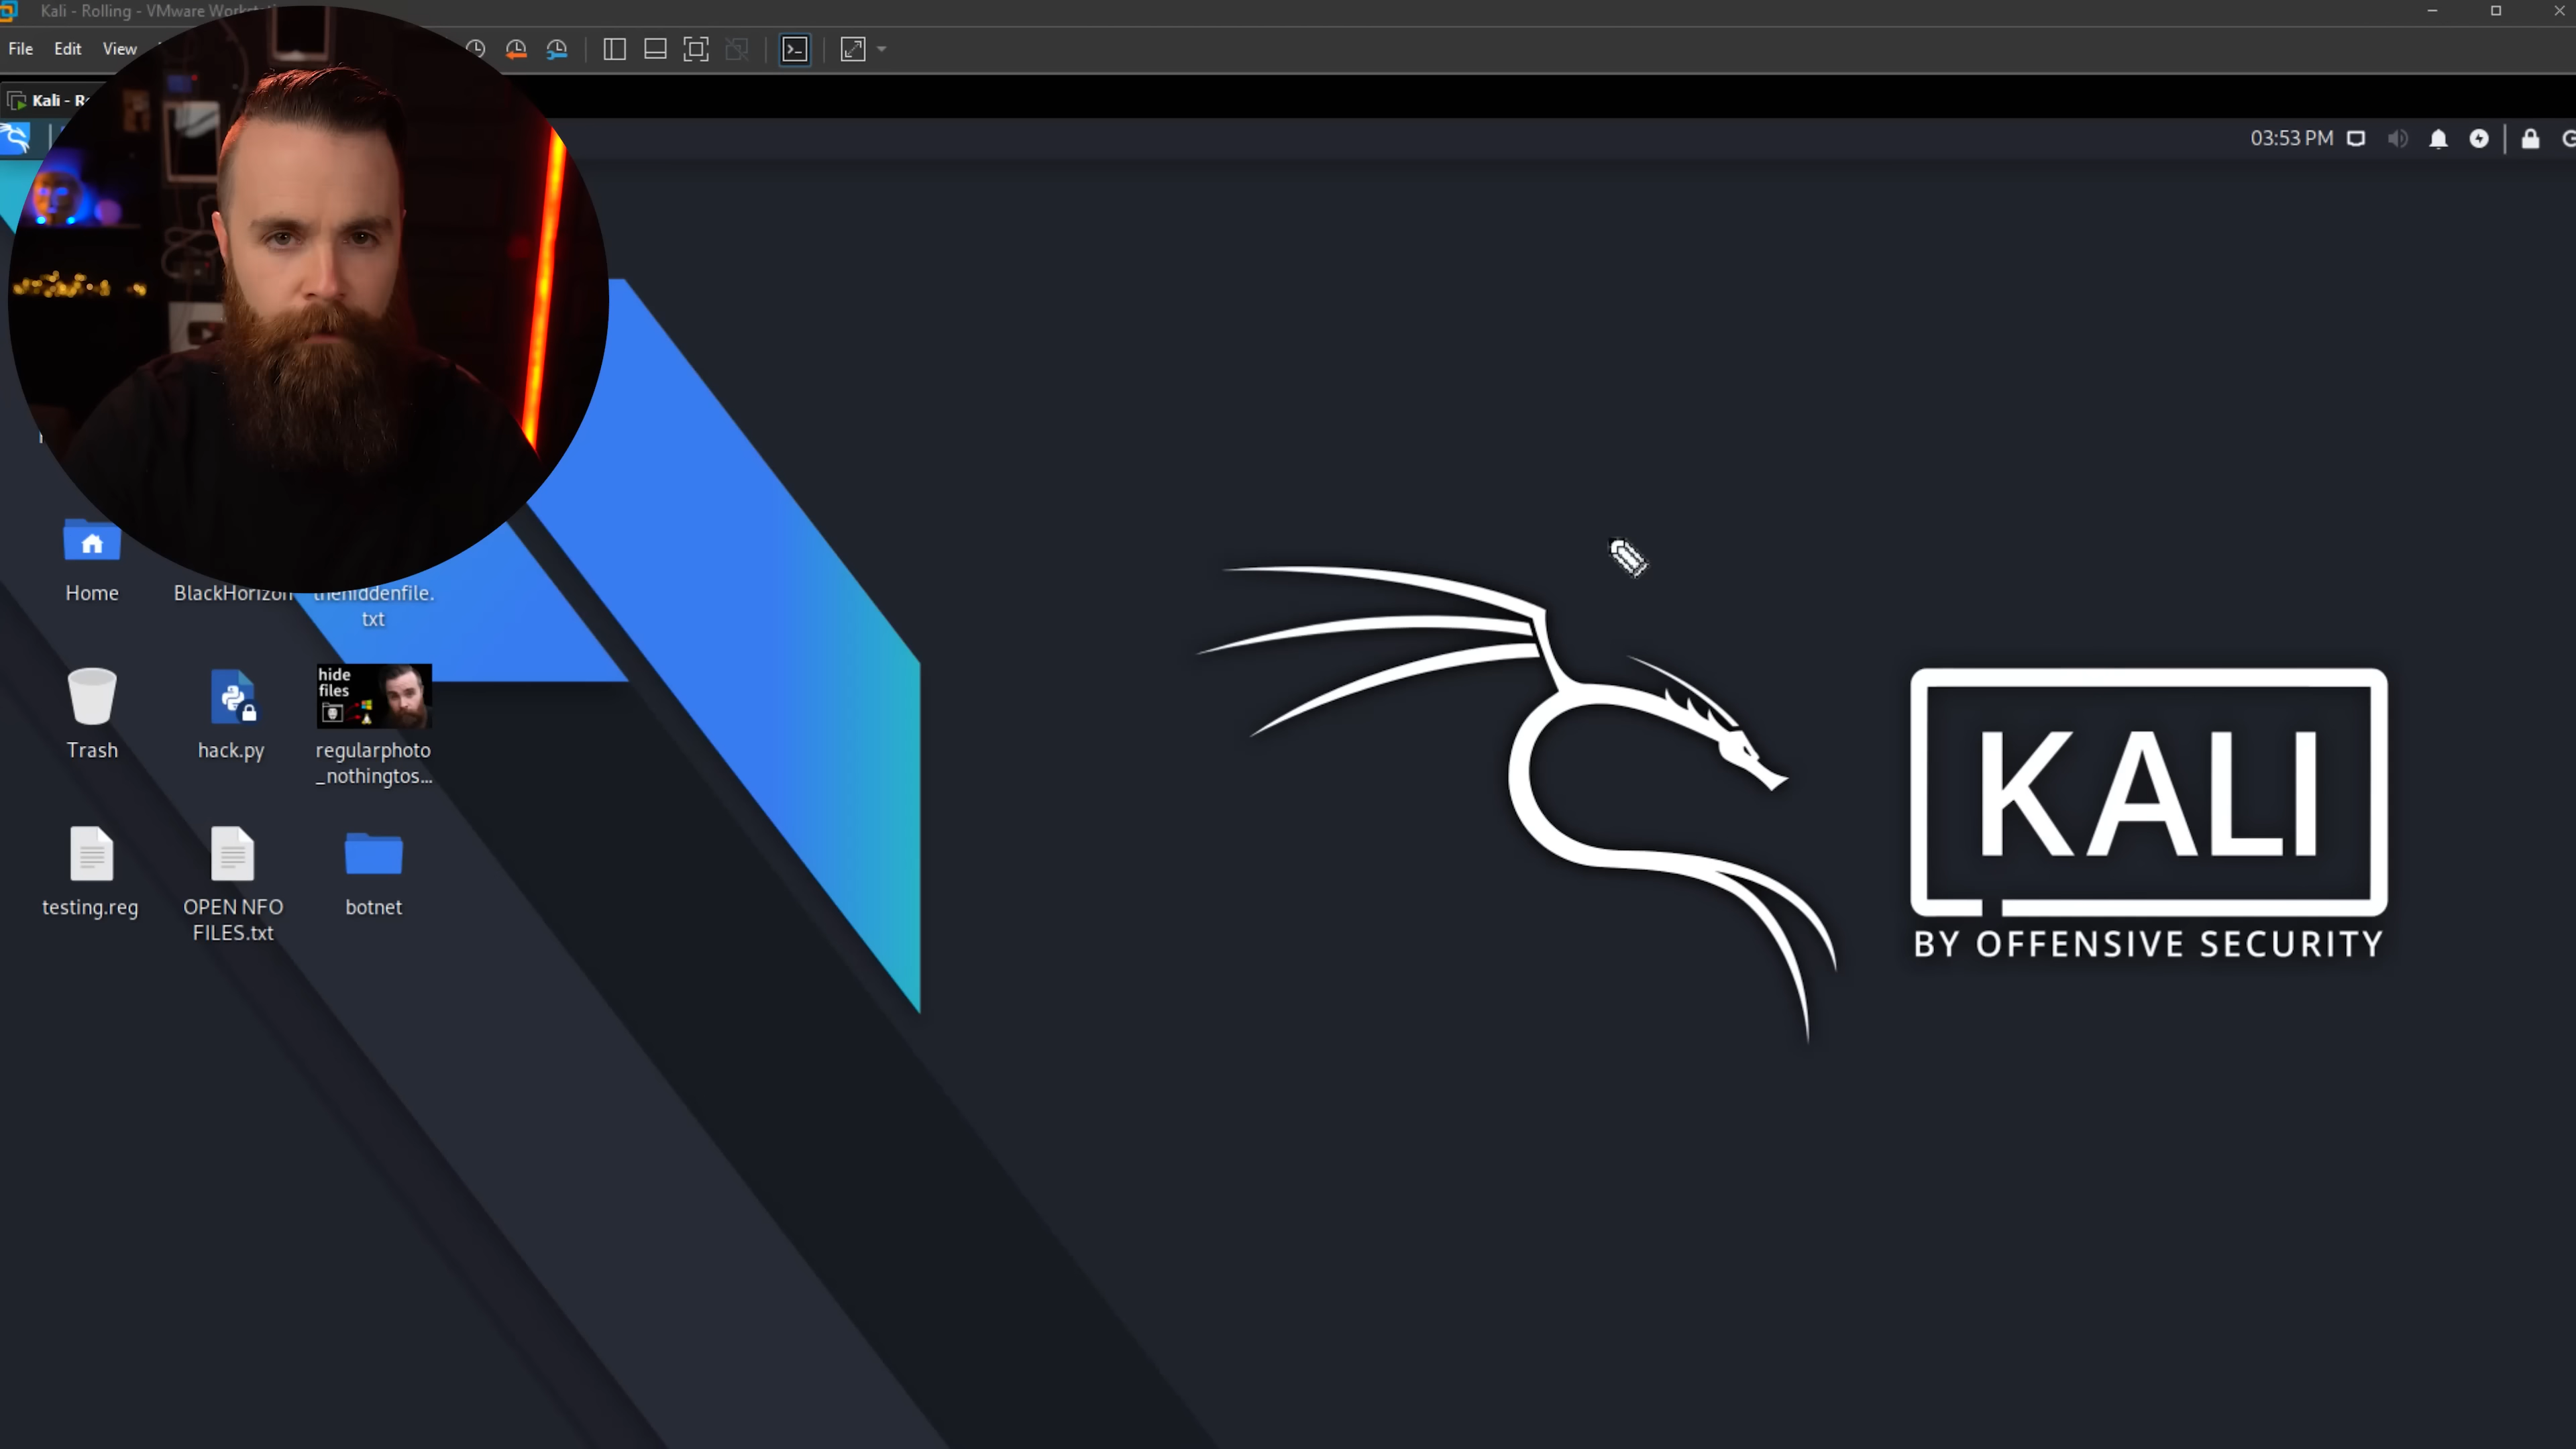 Kali - Rolling - VMware
File Edit View
Kali -
03:53 PM
Home
BlackHorizon
thehiddenfile.
txt
hide
files
Trash
hack.py
regularphoto
_nothingtos...
testing.reg
OPEN NFO
FILES.txt
botnet
KALI
BY OFFENSIVE SECURITY